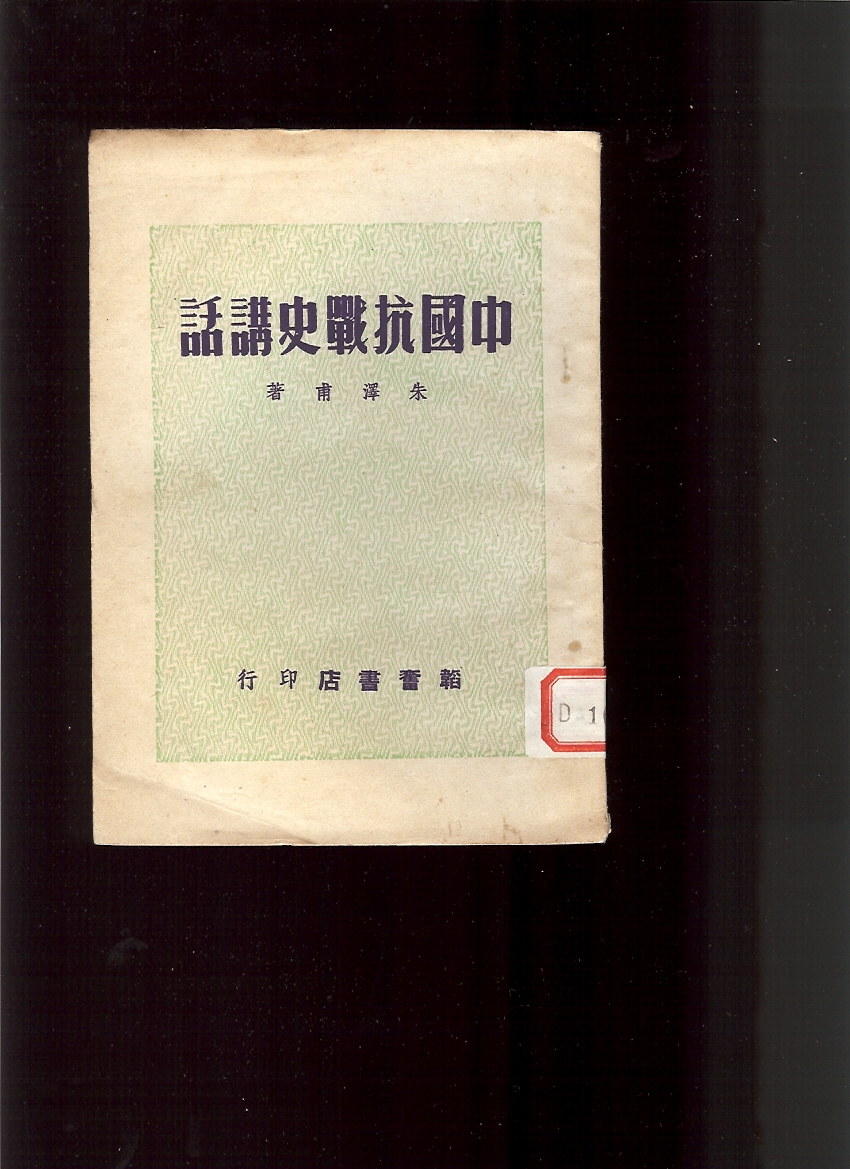 中國抗戰史講話
朱澤甫著
韜奮書店印行
D 1